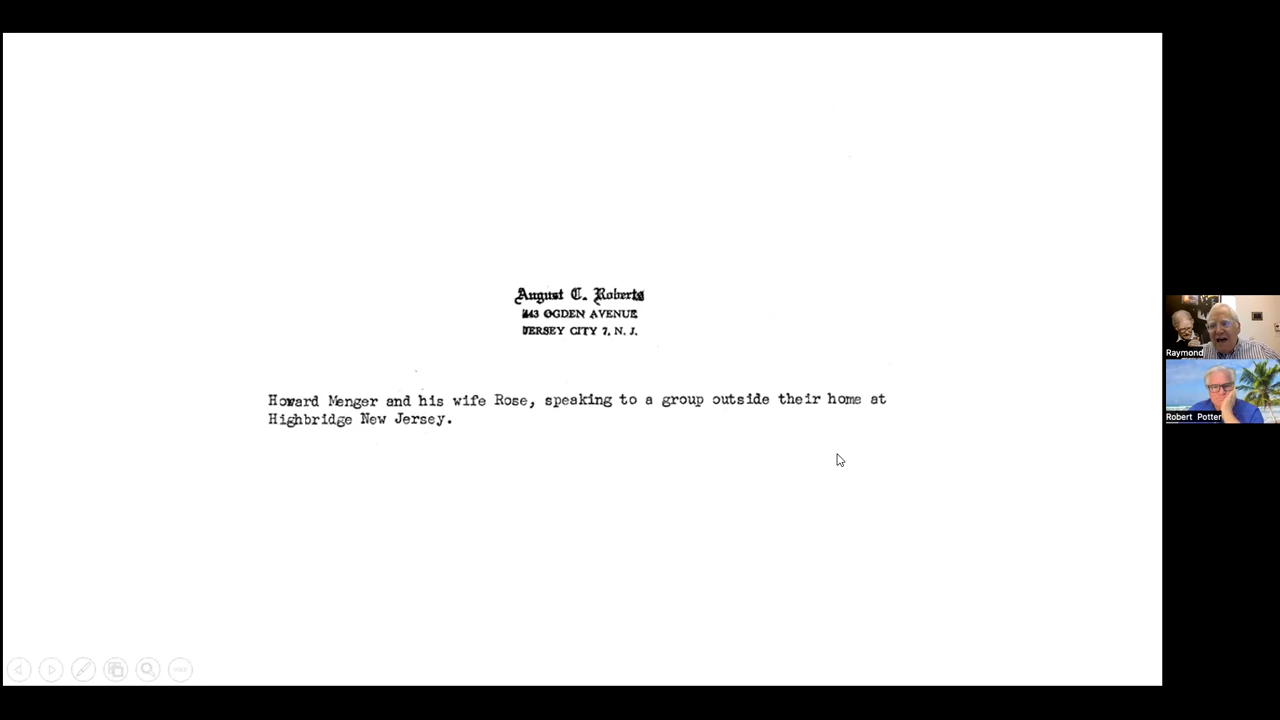 August C. Roberts
443 OGDEN AVENUE
JERSEY CITY 7, N. J.
Howard Menger and his wife Rose, speaking to a group outside their home at
Highbridge New Jersey.
Raymond
Robert Potter